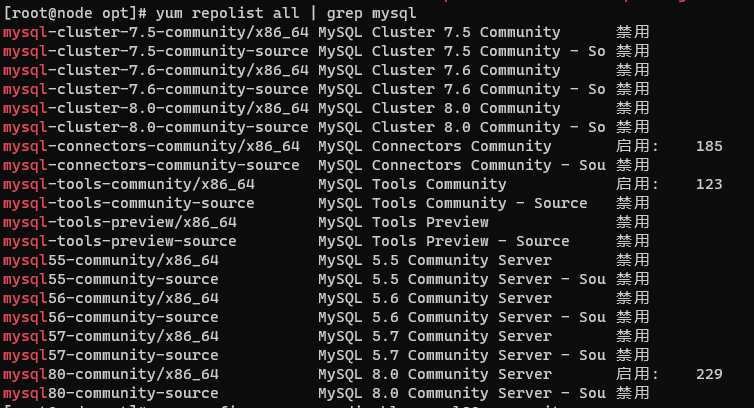 [root@node opt]# yum repolist all | grep mysql
mysql-cluster-7.5-community/x86_64 MySQL Cluster 7.5 Community 禁用
mysql-cluster-7.5-community-source MySQL Cluster 7.5 Community - So 禁用
mysql-cluster-7.6-community/x86_64 MySQL Cluster 7.6 Community 禁用
mysql-cluster-7.6-community-source MySQL Cluster 7.6 Community - So 禁用
mysql-cluster-8.0-community/x86_64 MySQL Cluster 8.0 Community 禁用
mysql-cluster-8.0-community-source MySQL Cluster 8.0 Community - So 禁用
mysql-connectors-community/x86_64 MySQL Connectors Community 启用: 185
mysql-connectors-community-source MySQL Connectors Community - Sou 禁用
mysql-tools-community/x86_64 MySQL Tools Community 启用: 123
mysql-tools-community-source MySQL Tools Community - Source 禁用
mysql-tools-preview/x86_64 MySQL Tools Preview 禁用
mysql-tools-preview-source MySQL Tools Preview - Source 禁用
mysql55-community/x86_64 MySQL 5.5 Community Server 禁用
mysql55-community-source MySQL 5.5 Community Server - Sou 禁用
mysql56-community/x86_64 MySQL 5.6 Community Server 禁用
mysql56-community-source MySQL 5.6 Community Server - Sou 禁用
mysql57-community/x86_64 MySQL 5.7 Community Server 禁用
mysql57-community-source MySQL 5.7 Community Server - Sou 禁用
mysql80-community/x86_64 MySQL 8.0 Community Server 启用: 229
mysql80-community-source MySQL 8.0 Community Server - Sou 禁用